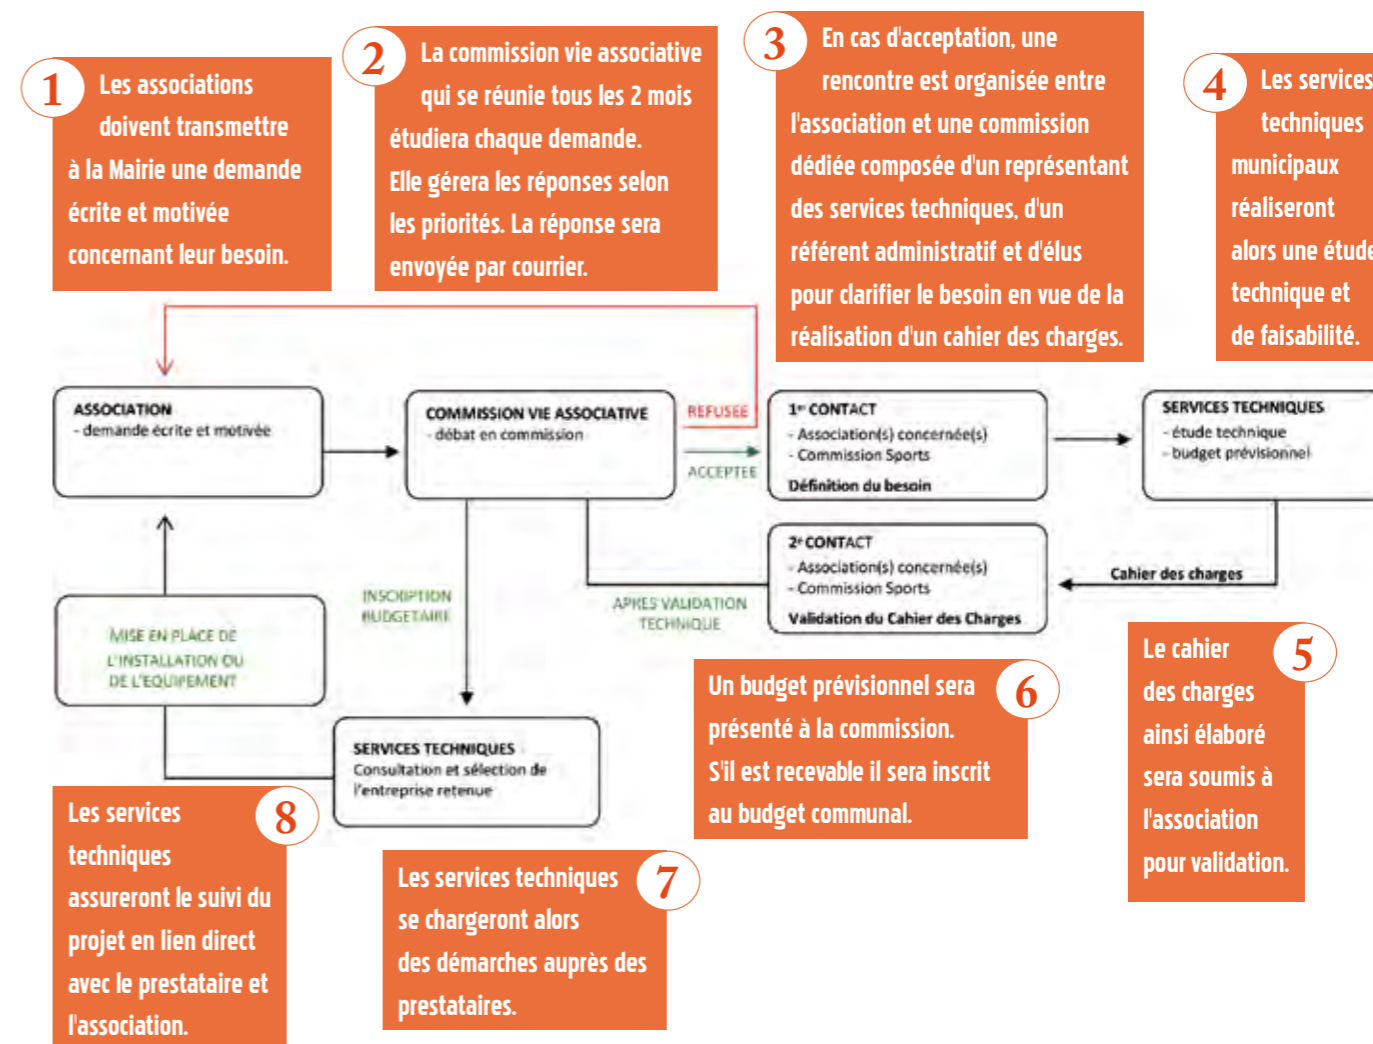 1
Les associations
doivent transmettre
à la Mairie une demande
écrite et motivée
concernant leur besoin.
2
La commission vie associative
qui se réunie tous les 2 mois
étudiera chaque demande.
Elle gérera les réponses selon
les priorités. La réponse sera
envoyée par courrier.
3
En cas d'acceptation, une
rencontre est organisée entre
l'association et une commission
dédiée composée d'un représentant
des services techniques, d'un
référent administratif et d'élus
pour clarifier le besoin en vue de la
réalisation d'un cahier des charges.
4
Les services
techniques
municipaux
réaliseront
alors une étude
technique et
de faisabilité.
ASSOCIATION
- demande écrite et motivée
COMMISSION VIE ASSOCIATIVE
- débat en commission
REFUSEE
ACCEPTEE
1er CONTACT
- Association(s) concernée(s)
- Commission Sports
Définition du besoin
SERVICES TECHNIQUES
- étude technique
- budget prévisionnel
2e CONTACT
- Association(s) concernée(s)
- Commission Sports
Validation du Cahier des Charges
Cahier des charges
INSCRIPTION
BUDGETAIRE
APRES VALIDATION
TECHNIQUE
MISE EN PLACE DE
L'INSTALLATION OU
DE L'EQUIPEMENT
SERVICES TECHNIQUES
Consultation et sélection de
l'entreprise retenue
5
Le cahier
des charges
ainsi élaboré
sera soumis à
l'association
pour validation.
6
Un budget prévisionnel sera
présenté à la commission.
S'il est recevable il sera inscrit
au budget communal.
7
Les services techniques
se chargeront alors
des démarches auprès des
prestataires.
8
Les services
techniques
assureront le suivi du
projet en lien direct
avec le prestataire et
l'association.